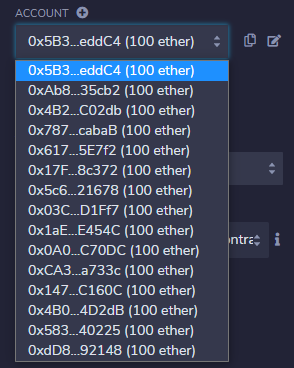 ACCOUNT
0x5B3...eddC4 (100 ether)
0x5B3...eddC4 (100 ether)
0xAb8...35cb2 (100 ether)
0x4B2...C02db (100 ether)
0x787...cabaB (100 ether)
0x617...5E7f2 (100 ether)
0x17F...8c372 (100 ether)
0x5c6...21678 (100 ether)
0x03C...D1Ff7 (100 ether)
0x1aE...E454C (100 ether)
0x0A0...C70DC (100 ether)
0xCA3...a733c (100 ether)
0x147...C160C (100 ether)
0x4B0...4D2dB (100 ether)
0x583...40225 (100 ether)
0xdD8...92148 (100 ether)